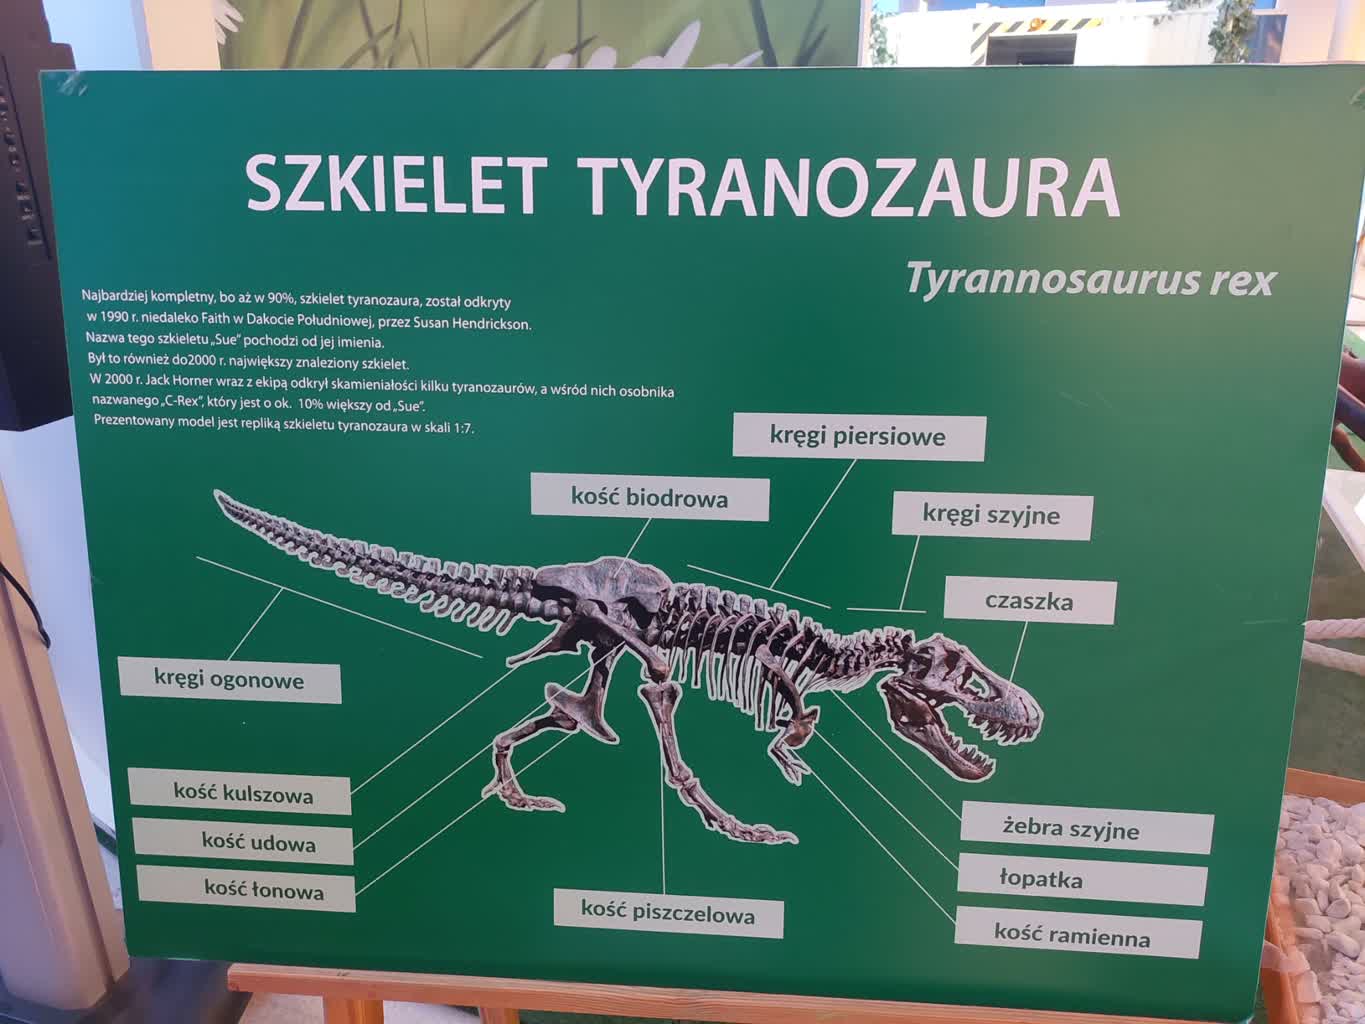 SZKIELET TYRANOZAURA
Tyrannosaurus rex
Najbardziej kompletny, bo aż w 90%, szkielet tyranozaura, został odkryty
w 1990 r. niedaleko Faith w Dakocie Południowej, przez Susan Hendrickson.
Nazwa tego szkieletu „Sue" pochodzi od jej imienia.
Był to również do2000 r. największy znaleziony szkielet.
W 2000 r. Jack Horner wraz z ekipą odkrył skamieniałości kilku tyranozaurów, a wśród nich osobnika
nazwanego „C-Rex", który jest o ok. 10% większy od „Sue".
Prezentowany model jest repliką szkieletu tyranozaura w skali 1:7.
kręgi piersiowe
kość biodrowa
kręgi szyjne
czaszka
kręgi ogonowe
kość kulszowa
kość udowa
kość łonowa
kość piszczelowa
żebra szyjne
łopatka
kość ramienna